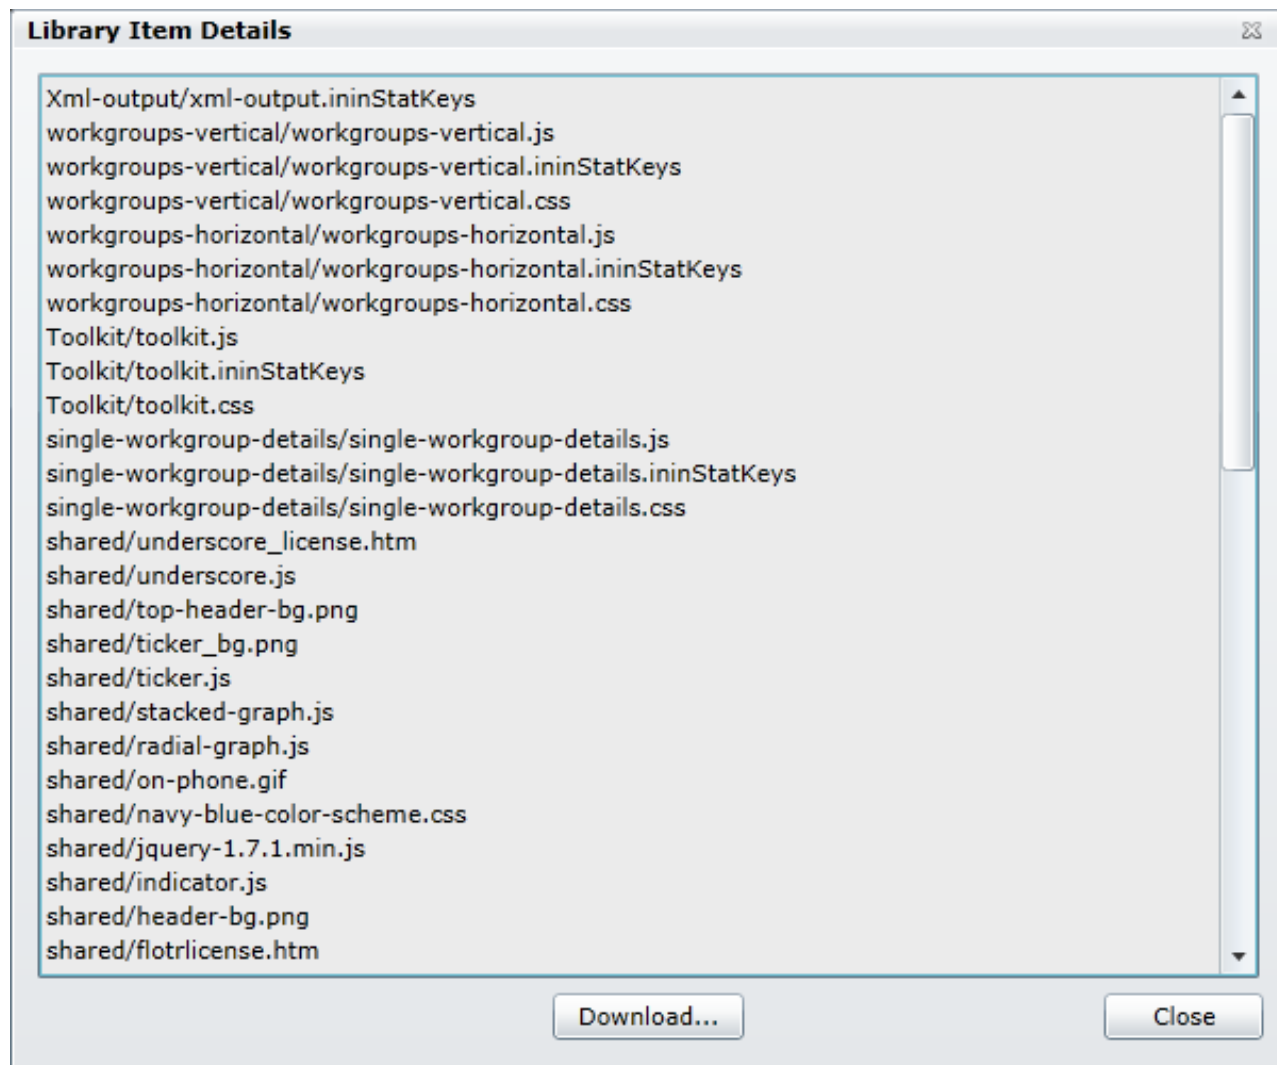 Library Item Details
Xml-output/xml-output.ininStatKeys
workgroups-vertical/workgroups-vertical.js
workgroups-vertical/workgroups-vertical.ininStatKeys
workgroups-vertical/workgroups-vertical.css
workgroups-horizontal/workgroups-horizontal.js
workgroups-horizontal/workgroups-horizontal.ininStatKeys
workgroups-horizontal/workgroups-horizontal.css
Toolkit/toolkit.js
Toolkit/toolkit.ininStatKeys
Toolkit/toolkit.css
single-workgroup-details/single-workgroup-details.js
single-workgroup-details/single-workgroup-details.ininStatKeys
single-workgroup-details/single-workgroup-details.css
shared/underscore_license.htm
shared/underscore.js
shared/top-header-bg.png
shared/ticker_bg.png
shared/ticker.js
shared/stacked-graph.js
shared/radial-graph.js
shared/on-phone.gif
shared/navy-blue-color-scheme.css
shared/jquery-1.7.1.min.js
shared/indicator.js
shared/header-bg.png
shared/flotrlicense.htm
Download... Close